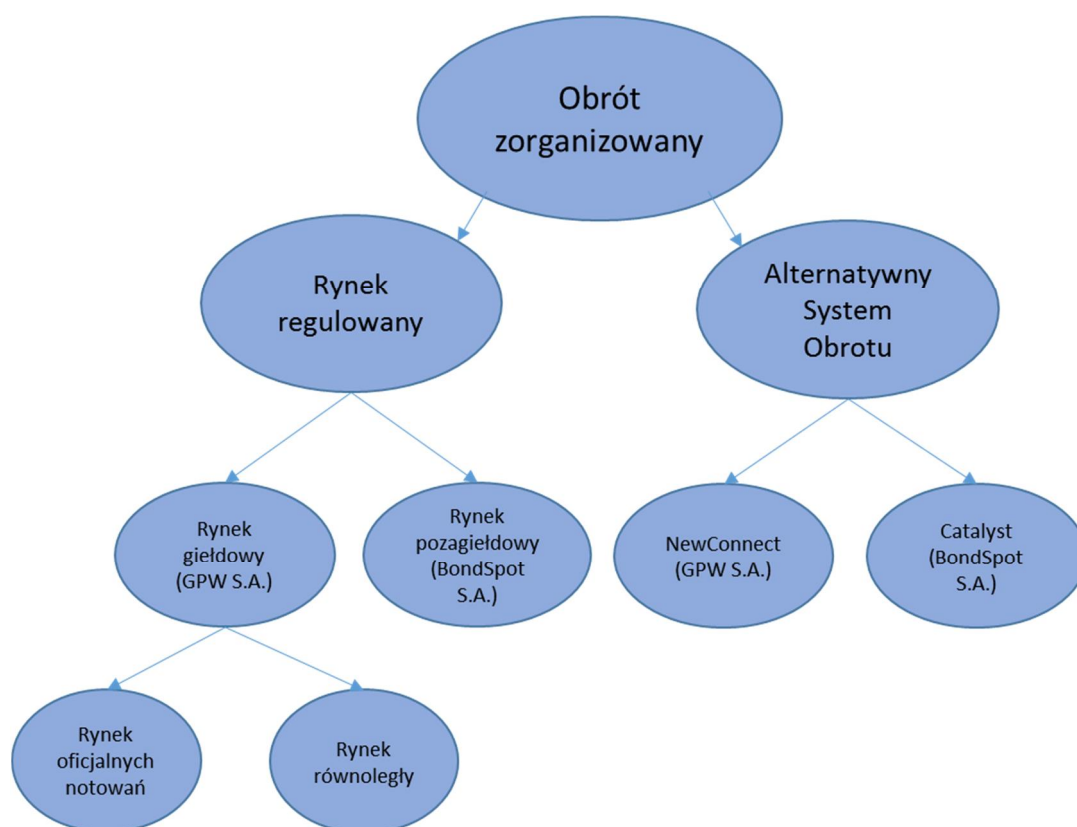 Obrót
zorganizowany
Rynek
regulowany
Alternatywny
System
Obrotu
Rynek
giełdowy
(GPW S.A.)
Rynek
pozagiełdowy
(BondSpot
S.A.)
NewConnect
(GPW S.A.)
Catalyst
(BondSpot
S.A.)
Rynek
oficjalnych
notowań
Rynek
równoległy